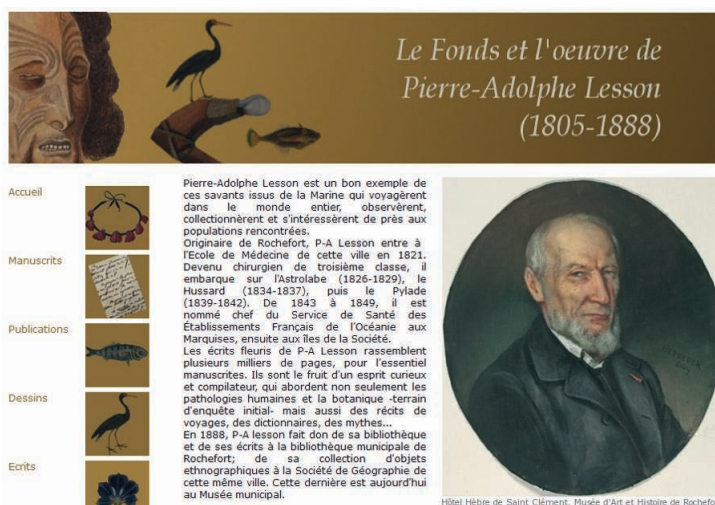 Le Fonds et l'oeuvre de
Pierre-Adolphe Lesson
(1805-1888)
Accueil
Manuscrits
Publications
Dessins
Ecrits
Pierre-Adolphe Lesson est un bon exemple de
ces savants issus de la Marine qui voyagèrent
dans le monde entier, observèrent,
collectionnèrent et s'intéressèrent de près aux
populations rencontrées.
Originaire de Rochefort, P-A Lesson entre à
l'Ecole de Médecine de cette ville en 1821.
Devenu chirurgien de troisième classe, il
embarque sur l'Astrolabe (1826-1829), le
Hussard (1834-1837), puis le Pylade
(1839-1842). De 1843 à 1849, il est
nommé chef du Service de Santé des
Établissements Français de l'Océanie aux
Marquises, ensuite aux îles de la Société.
Les écrits fleuris de P-A Lesson rassemblent
plusieurs milliers de pages, pour l'essentiel
manuscrites. Ils sont le fruit d'un esprit curieux
et compilateur, qui abordent non seulement les
pathologies humaines et la botanique -terrain
d'enquête initial- mais aussi des récits de
voyages, des dictionnaires, des mythes...
En 1888, P-A lesson fait don de sa bibliothèque
et de ses écrits à la bibliothèque municipale de
Rochefort; de sa collection d'objets
ethnographiques à la Société de Géographie de
cette même ville. Cette dernière est aujourd'hui
au Musée municipal.
Hôtel Hèbre de Saint Clément, Musée d'Art et Histoire de Rochefo